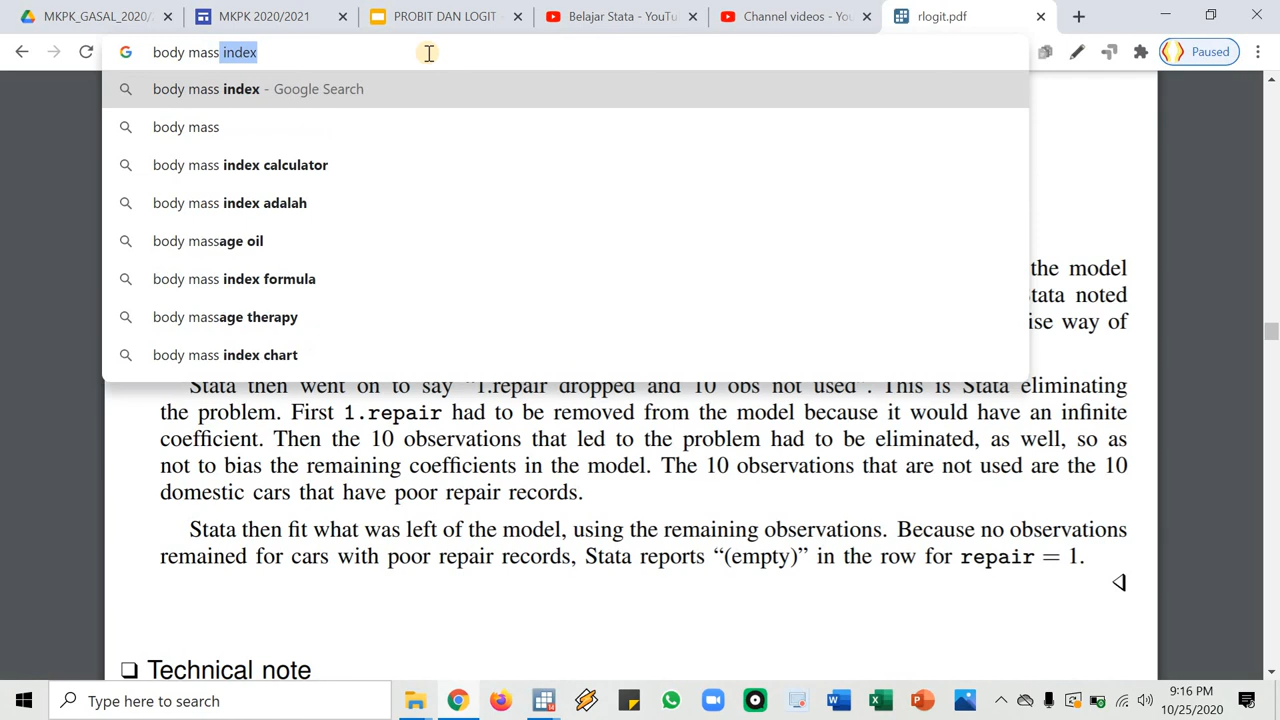 MKPK_GASAL_2020/
MKPK 2020/2021
PROBIT DAN LOGIT -
Belajar Stata - YouTu
Channel videos - You
rlogit.pdf
body mass index
Paused
body mass index - Google Search
body mass
body mass index calculator
body mass index adalah
body massage oil
body mass index formula
body massage therapy
body mass index chart
the model
tata noted
ise way of
Stata then went on to say “1.repair dropped and 10 obs not used”. This is Stata eliminating
the problem. First 1.repair had to be removed from the model because it would have an infinite
coefficient. Then the 10 observations that led to the problem had to be eliminated, as well, so as
not to bias the remaining coefficients in the model. The 10 observations that are not used are the 10
domestic cars that have poor repair records.
Stata then fit what was left of the model, using the remaining observations. Because no observations
remained for cars with poor repair records, Stata reports “(empty)” in the row for repair = 1.
Technical note
Type here to search
9:16 PM
10/25/2020